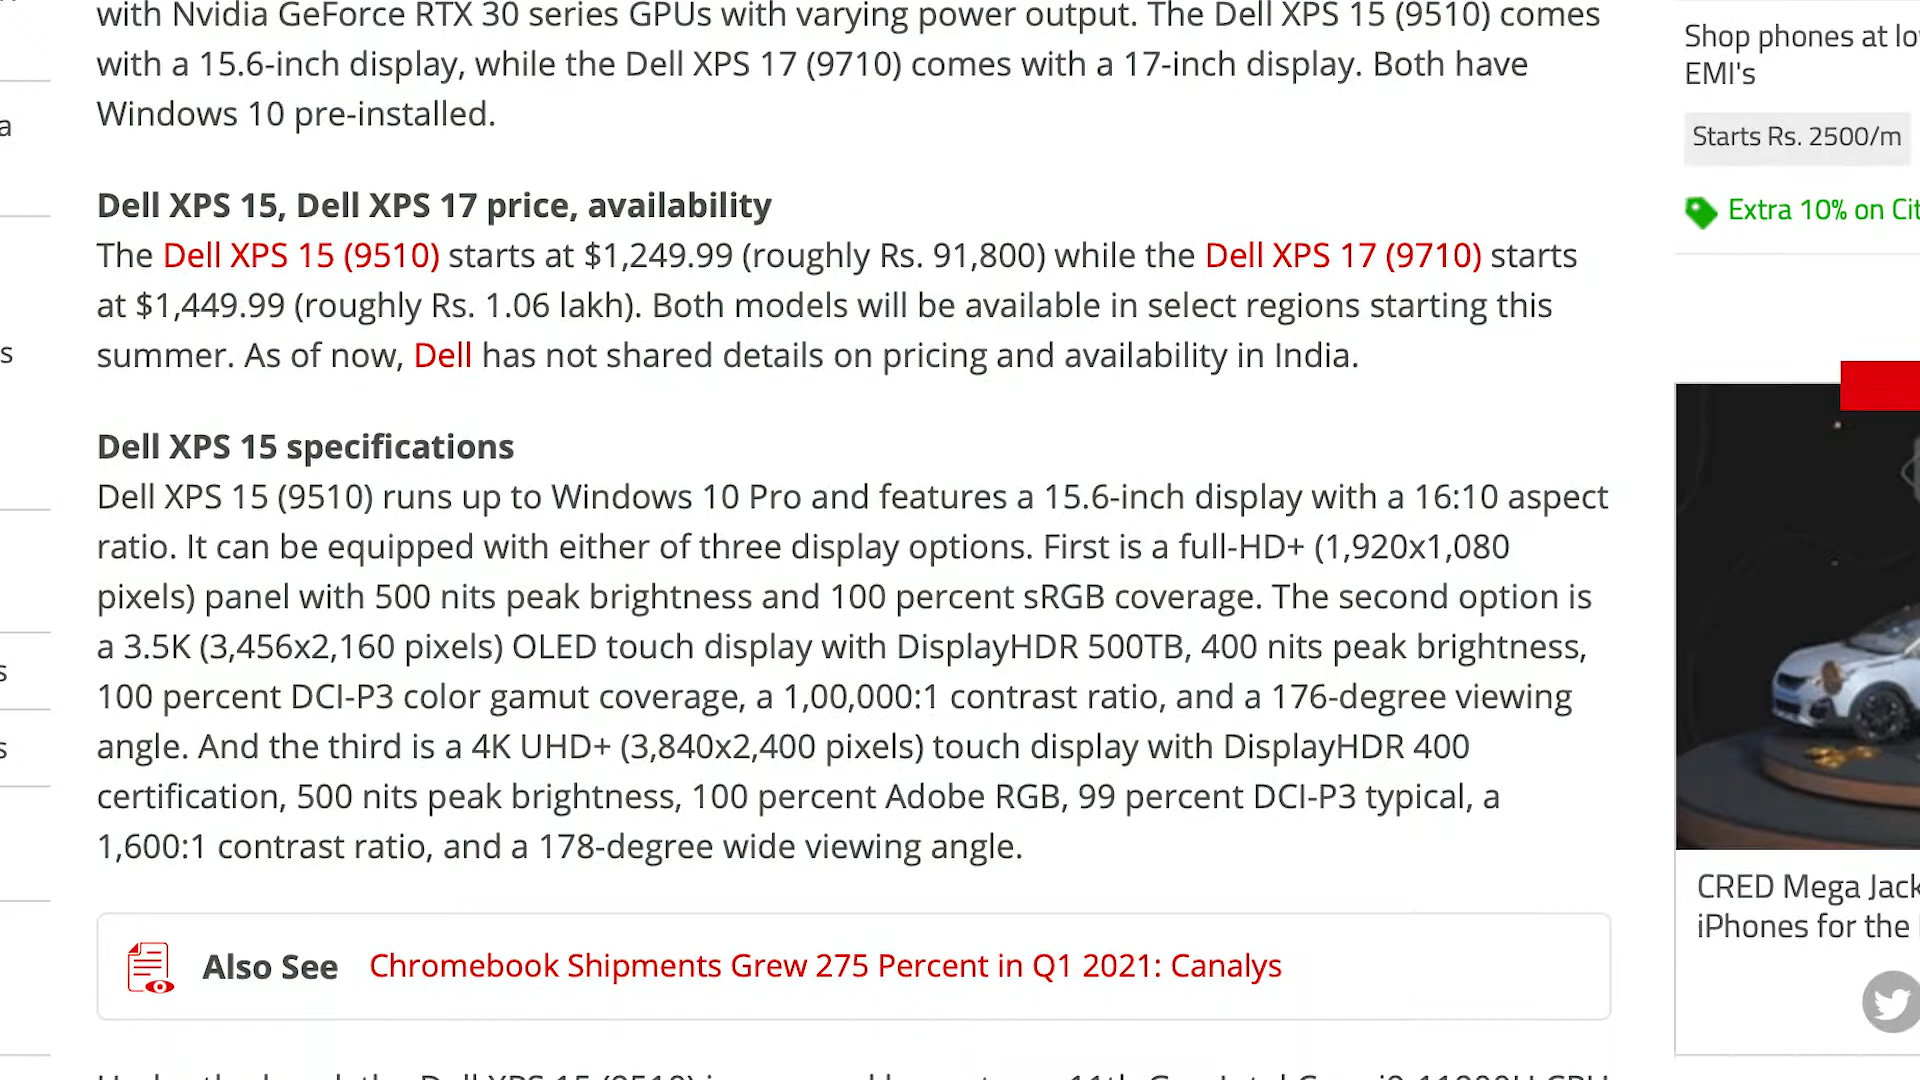 with Nvidia GeForce RTX 30 series GPUs with varying power output. The Dell XPS 15 (9510) comes
with a 15.6-inch display, while the Dell XPS 17 (9710) comes with a 17-inch display. Both have
Windows 10 pre-installed.
Dell XPS 15, Dell XPS 17 price, availability
The Dell XPS 15 (9510) starts at $1,249.99 (roughly Rs. 91,800) while the Dell XPS 17 (9710) starts
at $1,449.99 (roughly Rs. 1.06 lakh). Both models will be available in select regions starting this
summer. As of now, Dell has not shared details on pricing and availability in India.
Dell XPS 15 specifications
Dell XPS 15 (9510) runs up to Windows 10 Pro and features a 15.6-inch display with a 16:10 aspect
ratio. It can be equipped with either of three display options. First is a full-HD+ (1,920x1,080
pixels) panel with 500 nits peak brightness and 100 percent sRGB coverage. The second option is
a 3.5K (3,456x2,160 pixels) OLED touch display with DisplayHDR 500TB, 400 nits peak brightness,
100 percent DCI-P3 color gamut coverage, a 1,00,000:1 contrast ratio, and a 176-degree viewing
angle. And the third is a 4K UHD+ (3,840x2,400 pixels) touch display with DisplayHDR 400
certification, 500 nits peak brightness, 100 percent Adobe RGB, 99 percent DCI-P3 typical, a
1,600:1 contrast ratio, and a 178-degree wide viewing angle.
Also See Chromebook Shipments Grew 275 Percent in Q1 2021: Canalys
Shop phones at lo
EMI's
Starts Rs. 2500/m
Extra 10% on Cit
CRED Mega Jack
iPhones for the